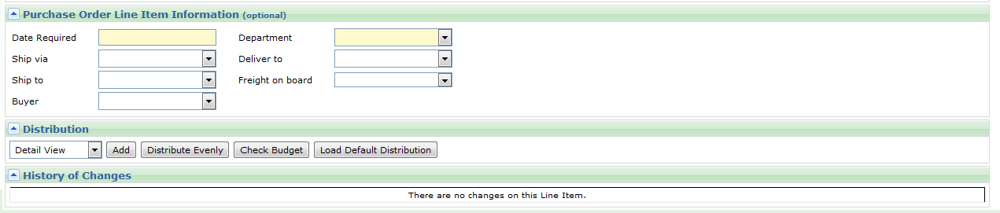 Purchase Order Line Item Information (optional)
Date Required Department
Ship via Deliver to
Ship to Freight on board
Buyer
Distribution
Detail View Add Distribute Evenly Check Budget Load Default Distribution
History of Changes
There are no changes on this Line Item.